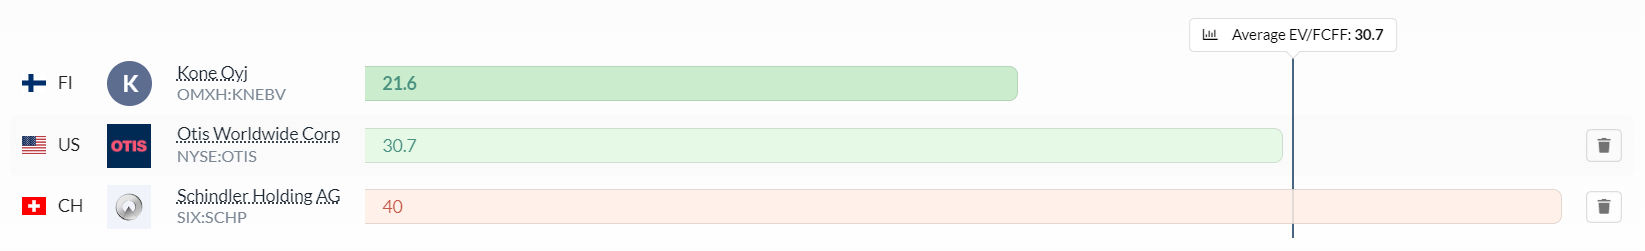 Average EV/FCFF: 30.7
FI
K
Kone Oyj
OMXH:KNEBV
21.6
US
OTIS
Otis Worldwide Corp
NYSE:OTIS
30.7
CH
Schindler Holding AG
SIX:SCHP
40